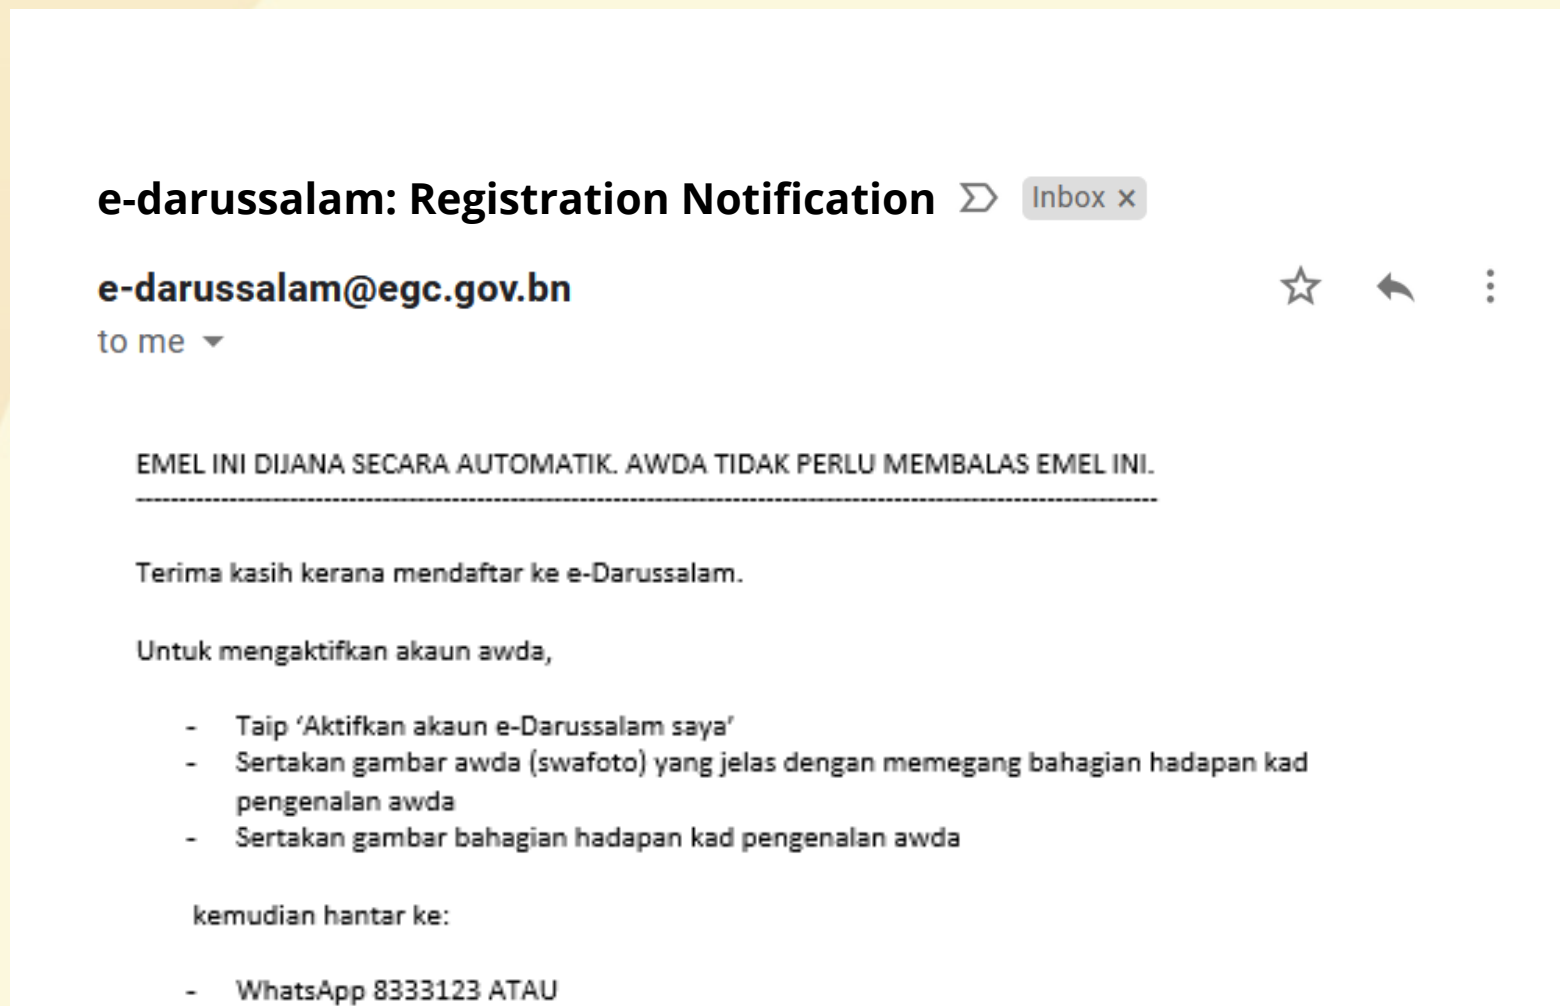 e-darussalam: Registration Notification Inbox ×
e-darussalam@egc.gov.bn
to me
EMEL INI DIJANA SECARA AUTOMATIK. AWDA TIDAK PERLU MEMBALAS EMEL INI.
Terima kasih kerana mendaftar ke e-Darussalam.
Untuk mengaktifkan akaun awda,
- Taip ‘Aktifkan akaun e-Darussalam saya’
- Sertakan gambar awda (swafoto) yang jelas dengan memegang bahagian hadapan kad
pengenalan awda
- Sertakan gambar bahagian hadapan kad pengenalan awda
kemudian hantar ke:
- WhatsApp 8333123 ATAU